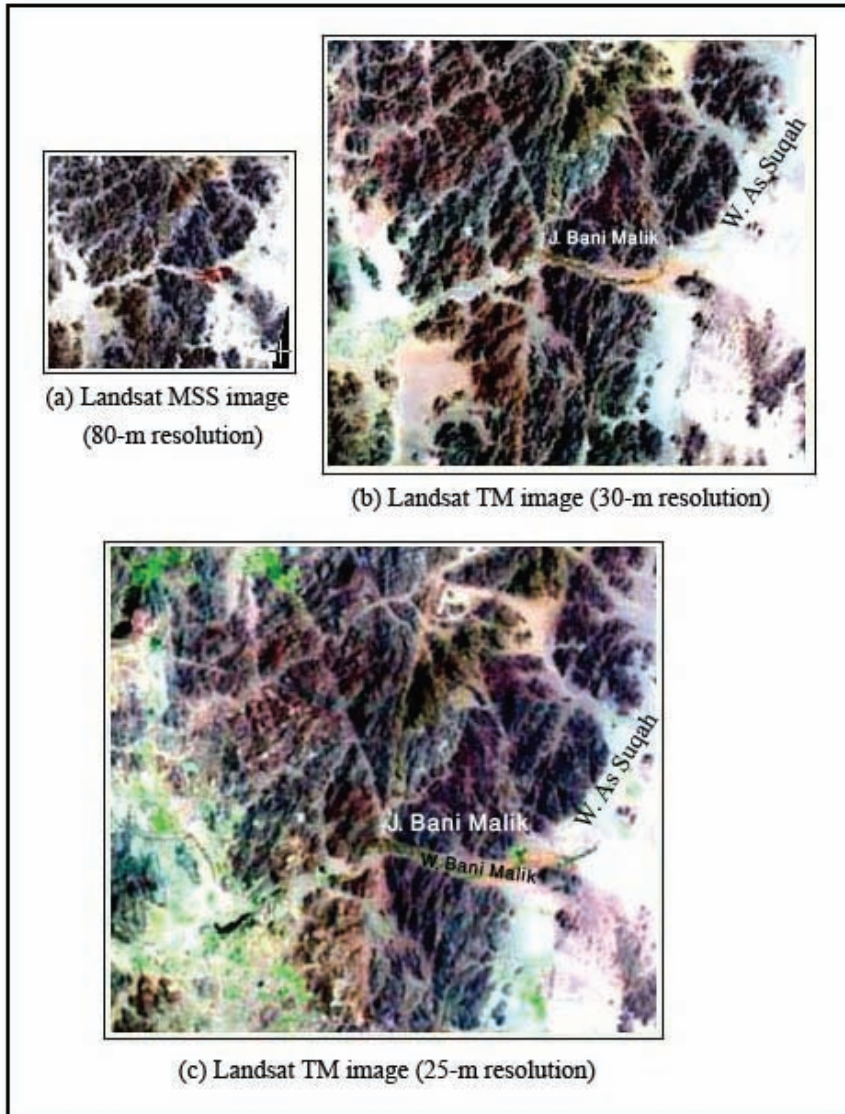 J. Bani Malik
W. As Suqah
(a) Landsat MSS image
(80-m resolution)
(b) Landsat TM image (30-m resolution)
J. Bani Malik
W. Bani Malik
W. As Suqah
(c) Landsat TM image (25-m resolution)